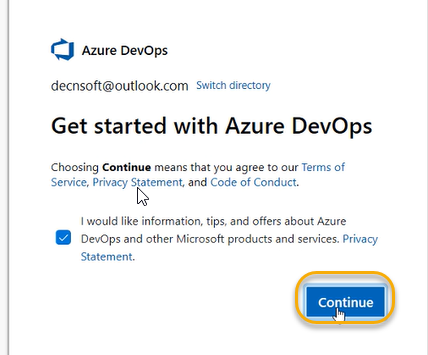 Azure DevOps
decnsoft@outlook.com Switch directory
Get started with Azure DevOps
Choosing Continue means that you agree to our Terms of
Service, Privacy Statement, and Code of Conduct.
I would like information, tips, and offers about Azure
DevOps and other Microsoft products and services. Privacy
Statement.
Continue